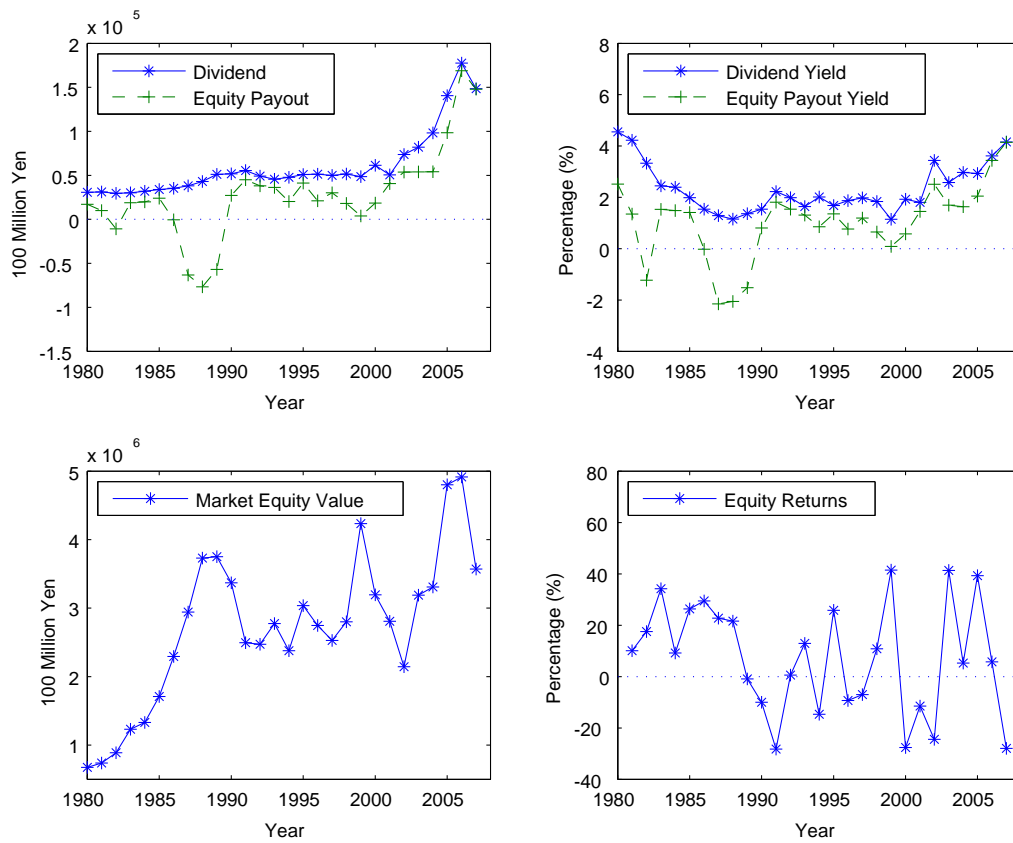 x 10 5
2
1.5
1
0.5
0
-0.5
-1
-1.5
100 Million Yen
Dividend
Equity Payout
1980 1985 1990 1995 2000 2005
Year
8
6
4
2
0
-2
-4
Percentage (%)
Dividend Yield
Equity Payout Yield
1980 1985 1990 1995 2000 2005
Year
x 10 6
5
4
3
2
1
100 Million Yen
Market Equity Value
1980 1985 1990 1995 2000 2005
Year
80
60
40
20
0
-20
-40
Percentage (%)
Equity Returns
1980 1985 1990 1995 2000 2005
Year